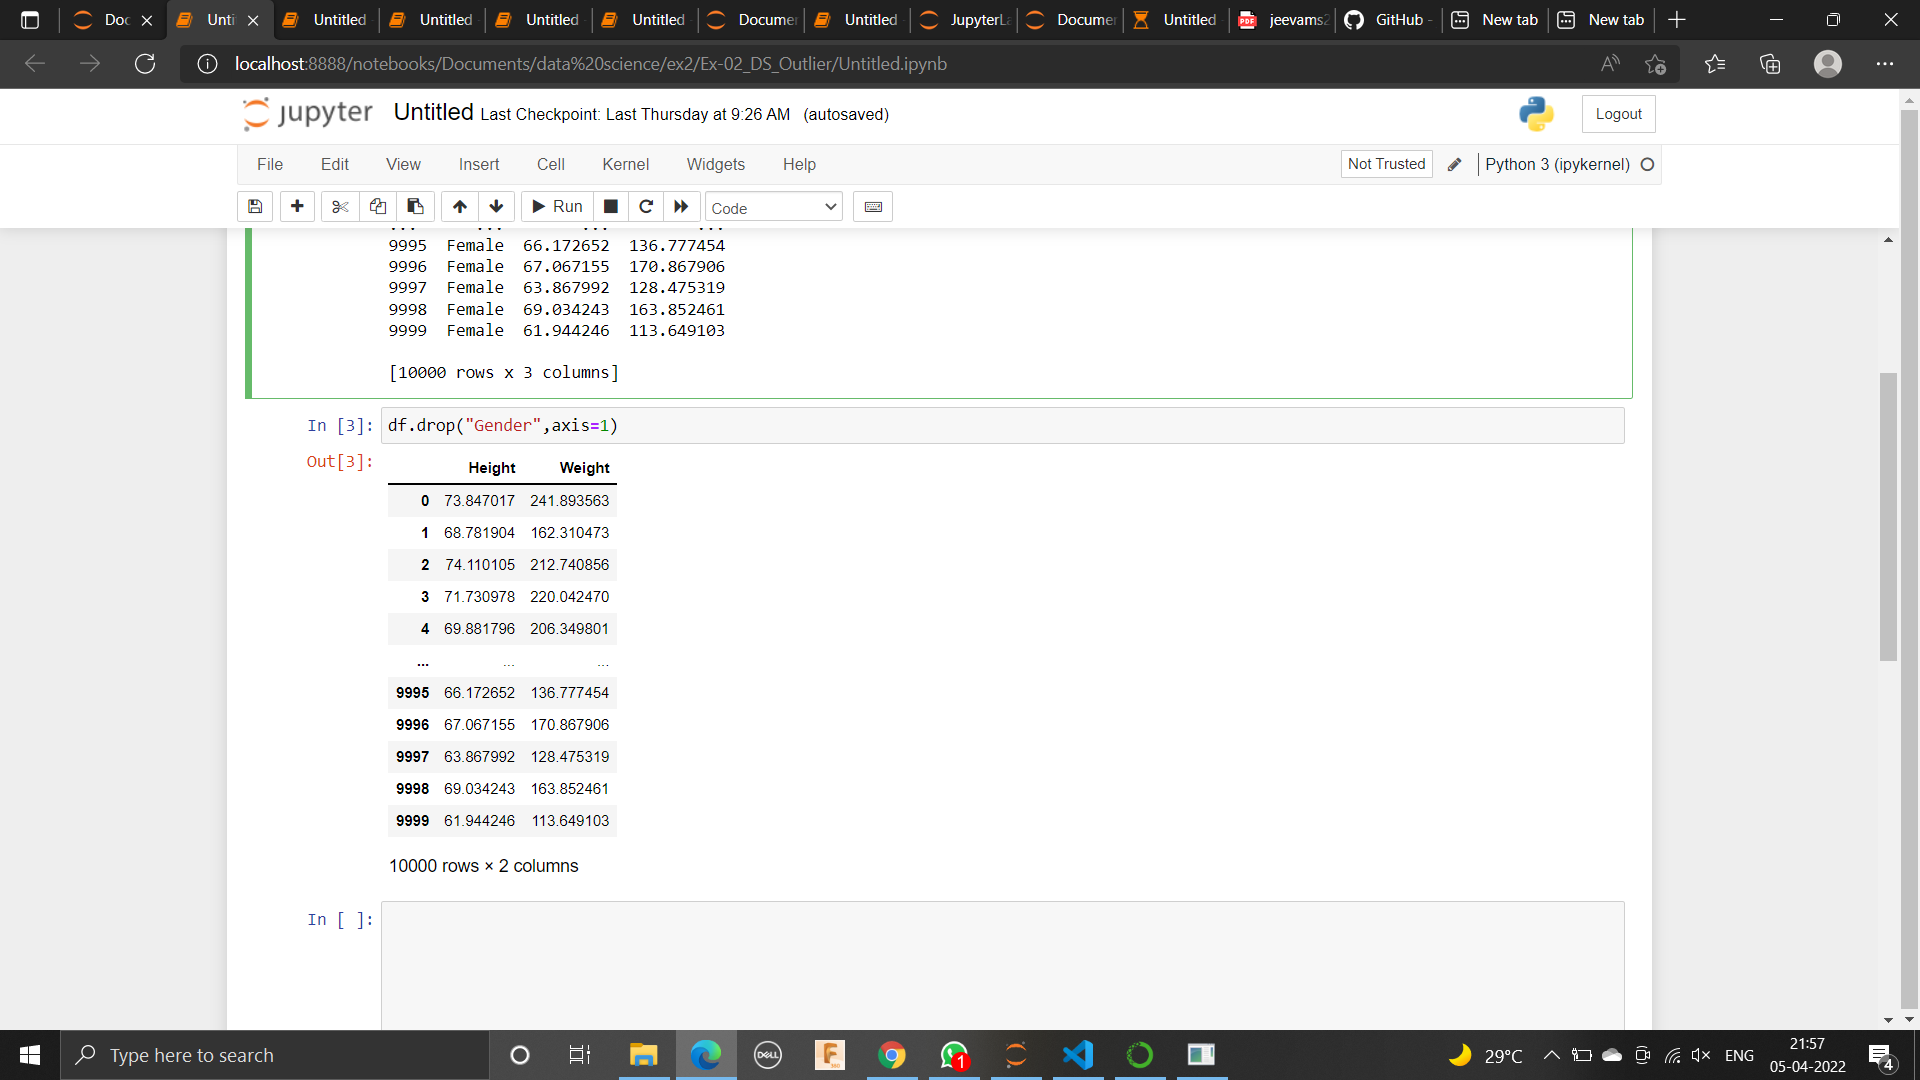 Doc
Unti
Untitled
Untitled
Untitled
Untitled
Documen
Untitled
JupyterLa
Documen
Untitled
jeevams2
GitHub -
New tab
New tab
localhost:8888/notebooks/Documents/data%20science/ex2/Ex-02_DS_Outlier/Untitled.ipynb
jupyter Untitled Last Checkpoint: Last Thursday at 9:26 AM (autosaved)
Logout
File Edit View Insert Cell Kernel Widgets Help
Not Trusted Python 3 (ipykernel)
Run Code
... ... ... ...
9995 Female 66.172652 136.777454
9996 Female 67.067155 170.867906
9997 Female 63.867992 128.475319
9998 Female 69.034243 163.852461
9999 Female 61.944246 113.649103
[10000 rows x 3 columns]
In [3]: df.drop("Gender",axis=1)
Out[3]:
Height Weight
0 73.847017 241.893563
1 68.781904 162.310473
2 74.110105 212.740856
3 71.730978 220.042470
4 69.881796 206.349801
... ... ...
9995 66.172652 136.777454
9996 67.067155 170.867906
9997 63.867992 128.475319
9998 69.034243 163.852461
9999 61.944246 113.649103
10000 rows × 2 columns
In [ ]:
Type here to search
DELL
1
29°C
ENG
21:57
05-04-2022
4